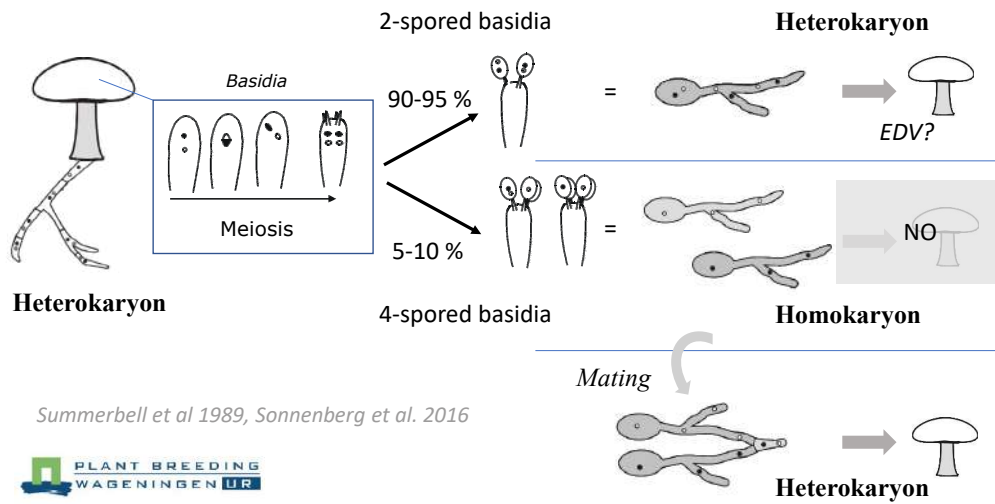 2-spored basidia
Heterokaryon
Basidia
90-95 %
=
EDV?
Meiosis
5-10 %
=
NO
Heterokaryon
4-spored basidia
Homokaryon
Mating
Summerbell et al 1989, Sonnenberg et al. 2016
PLANT BREEDING
WAGENINGEN UR
Heterokaryon